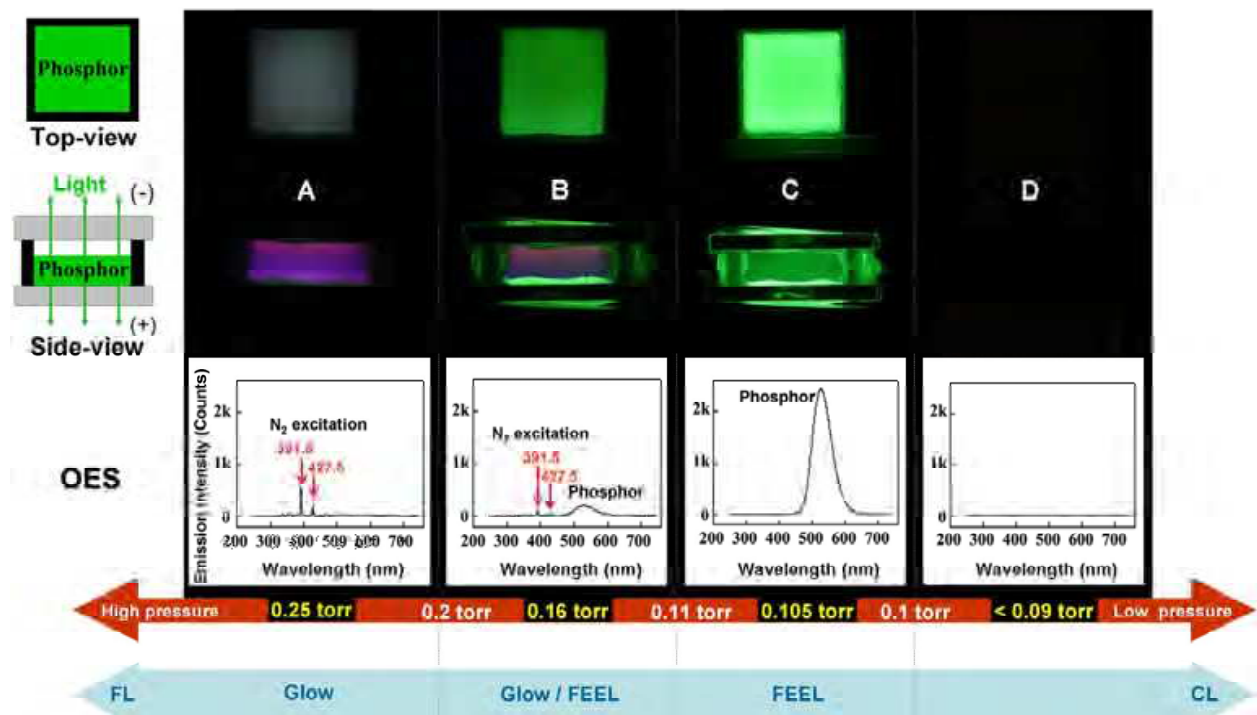 Phosphor
Top-view
Light
(-)
Phosphor
(+)
Side-view
A
B
C
D
OES
Emission Intensity (Counts)
2k
1k
0
N2 excitation
391.5
427.5
200 300 400 500 600 700
Wavelength (nm)
2k
1k
0
N2 excitation
391.5
427.5
Phosphor
200 300 400 500 600 700
Wavelength (nm)
2k
1k
0
Phosphor
200 300 400 500 600 700
Wavelength (nm)
2k
1k
0
200 300 400 500 600 700
Wavelength (nm)
High pressure 0.25 torr 0.2 torr 0.16 torr 0.11 torr 0.105 torr 0.1 torr < 0.09 torr Low pressure
FL Glow Glow / FEEL FEEL CL